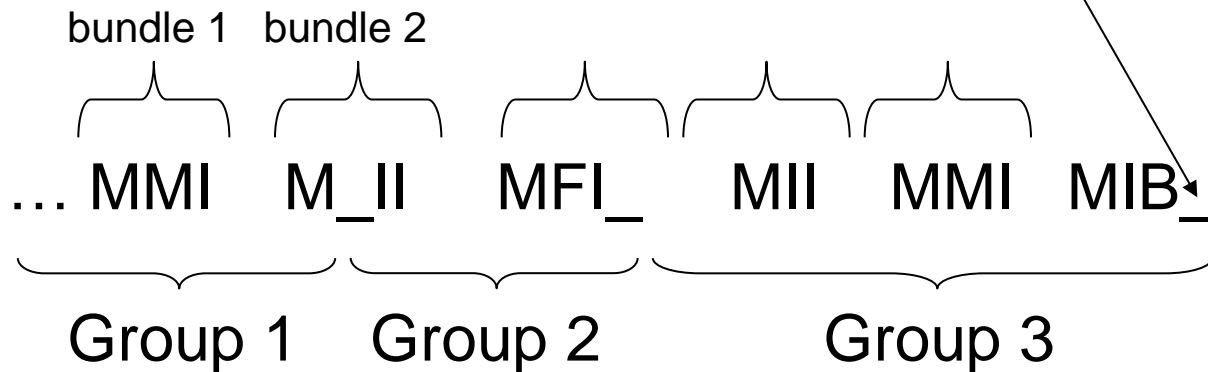 bundle 1 bundle 2
... MMI M_II MFI_ MII MMI MIB_
Group 1 Group 2 Group 3